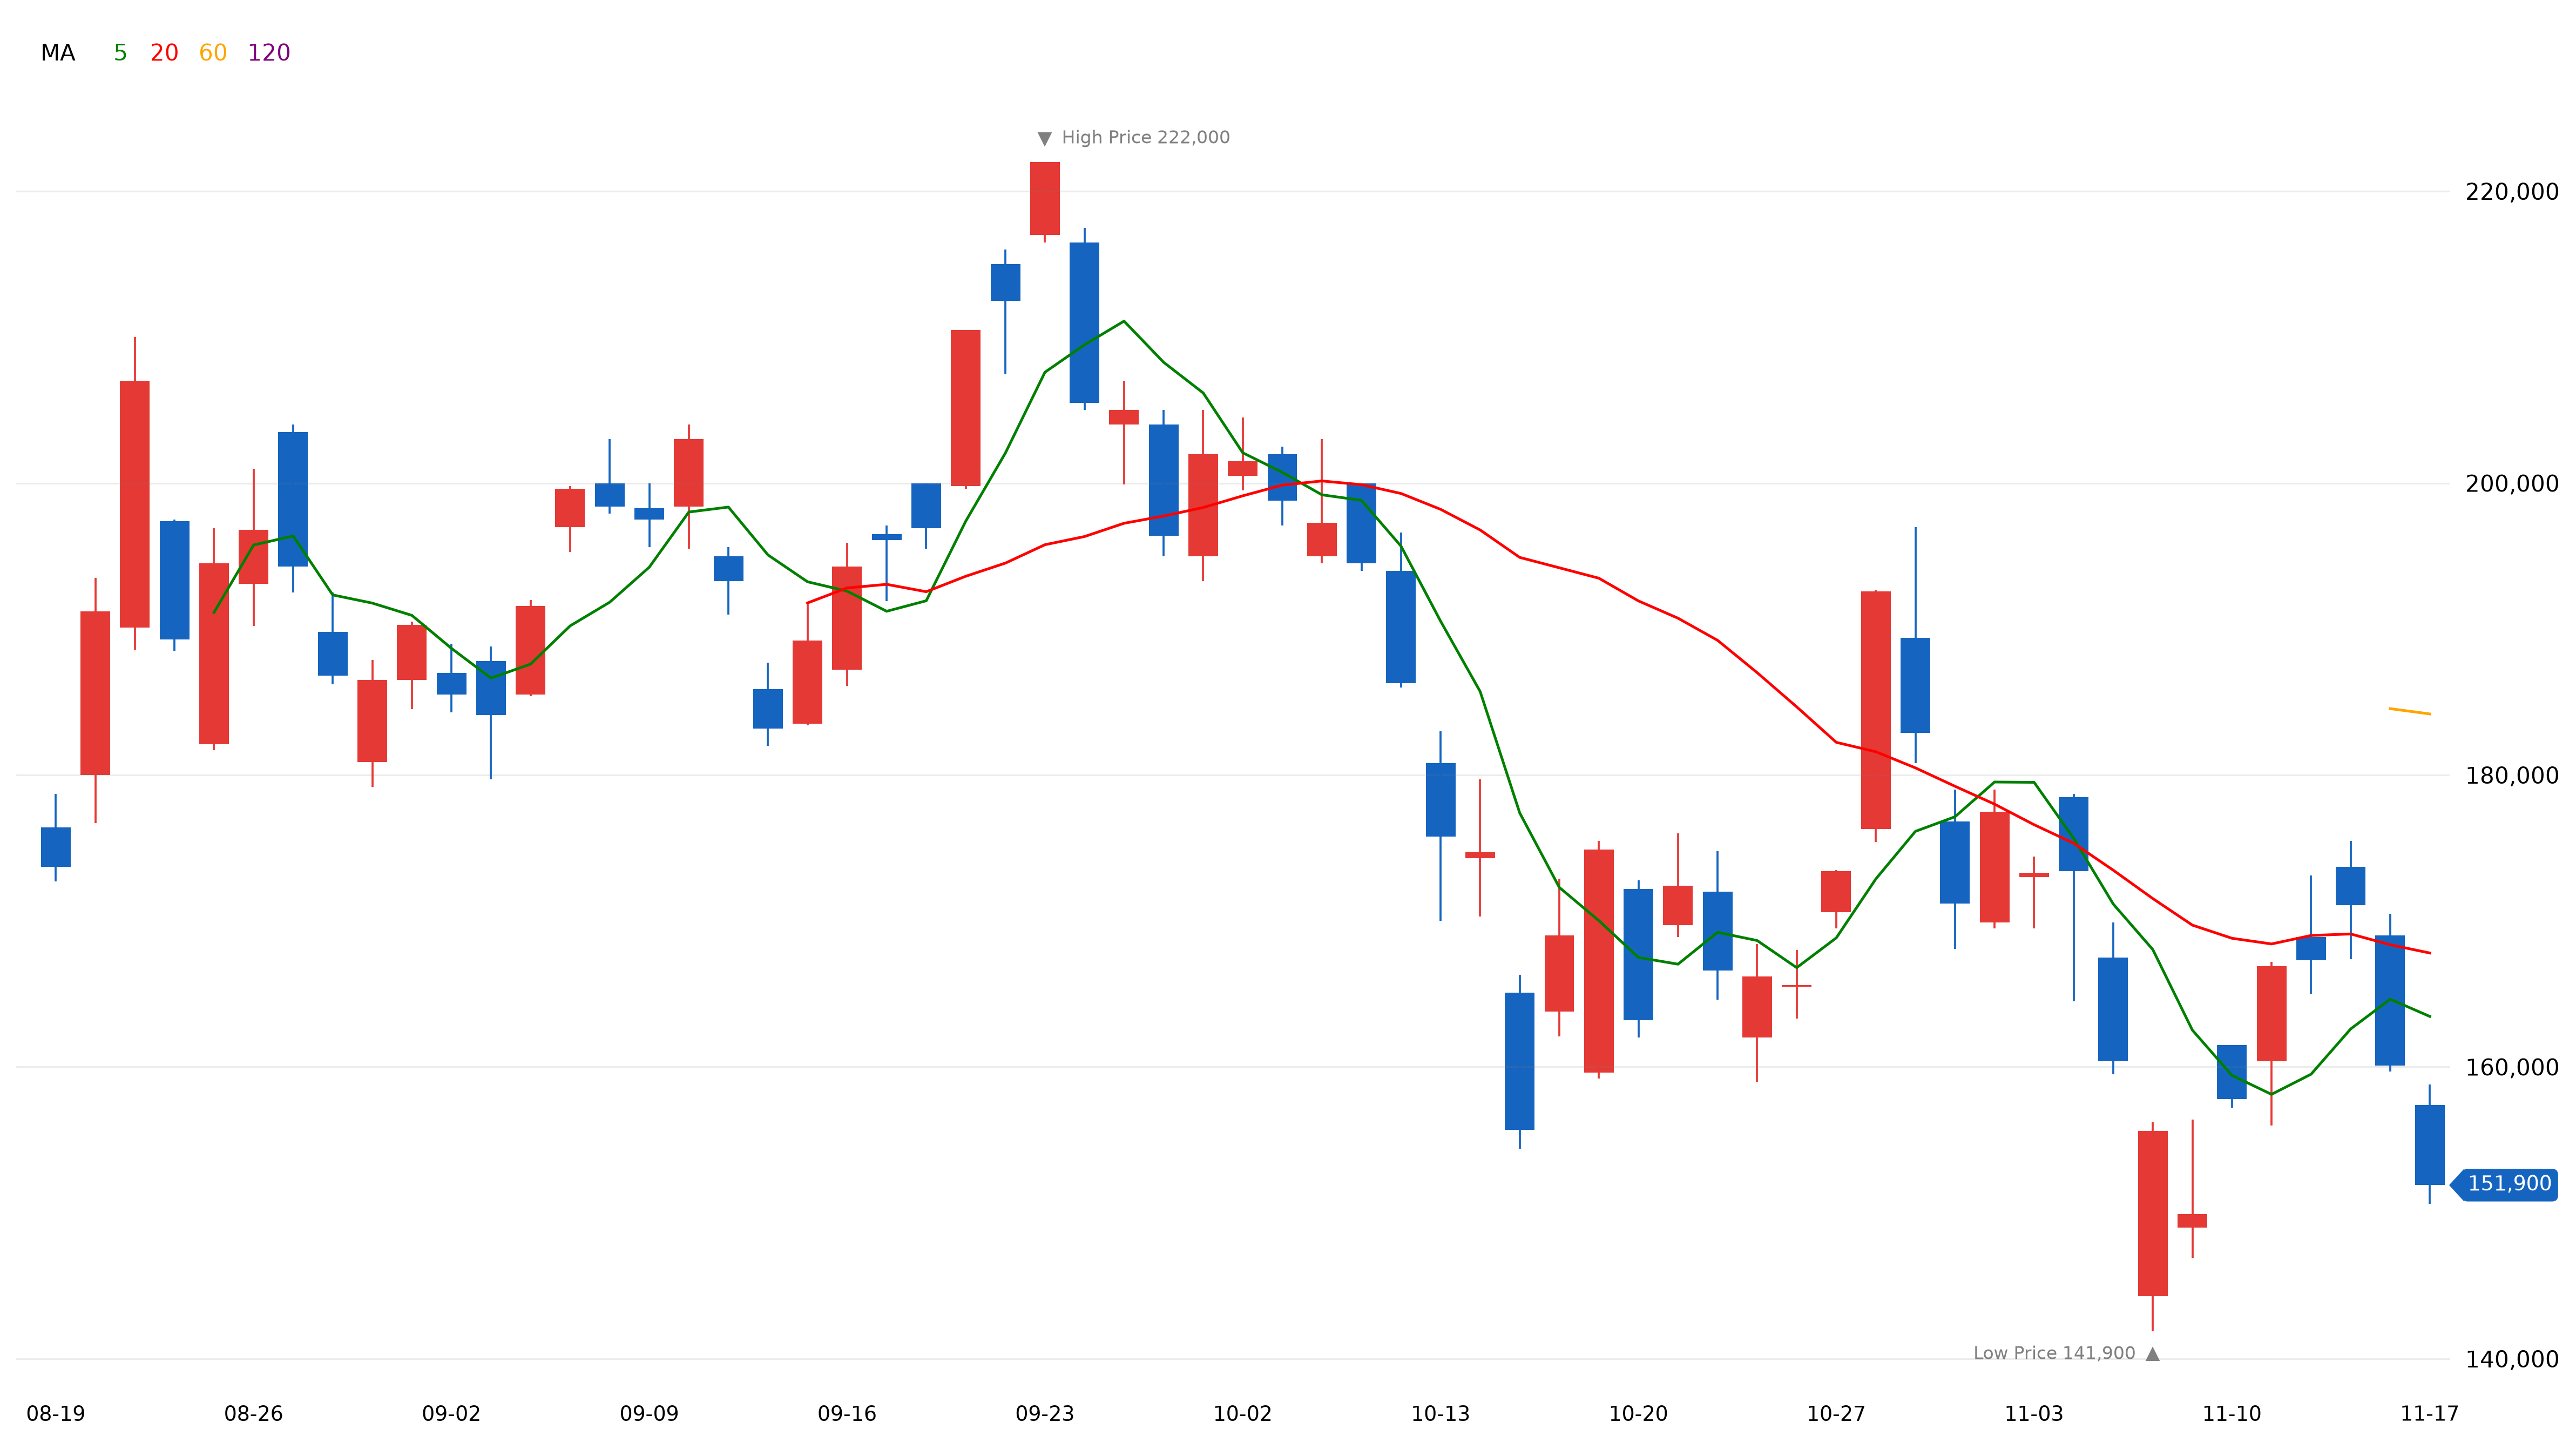 MA 5 20 60 120
▼ High Price 222,000
220,000
200,000
180,000
160,000
151,900
Low Price 141,900 ▲
140,000
08-19 08-26 09-02 09-09 09-16 09-23 10-02 10-13 10-20 10-27 11-03 11-10 11-17